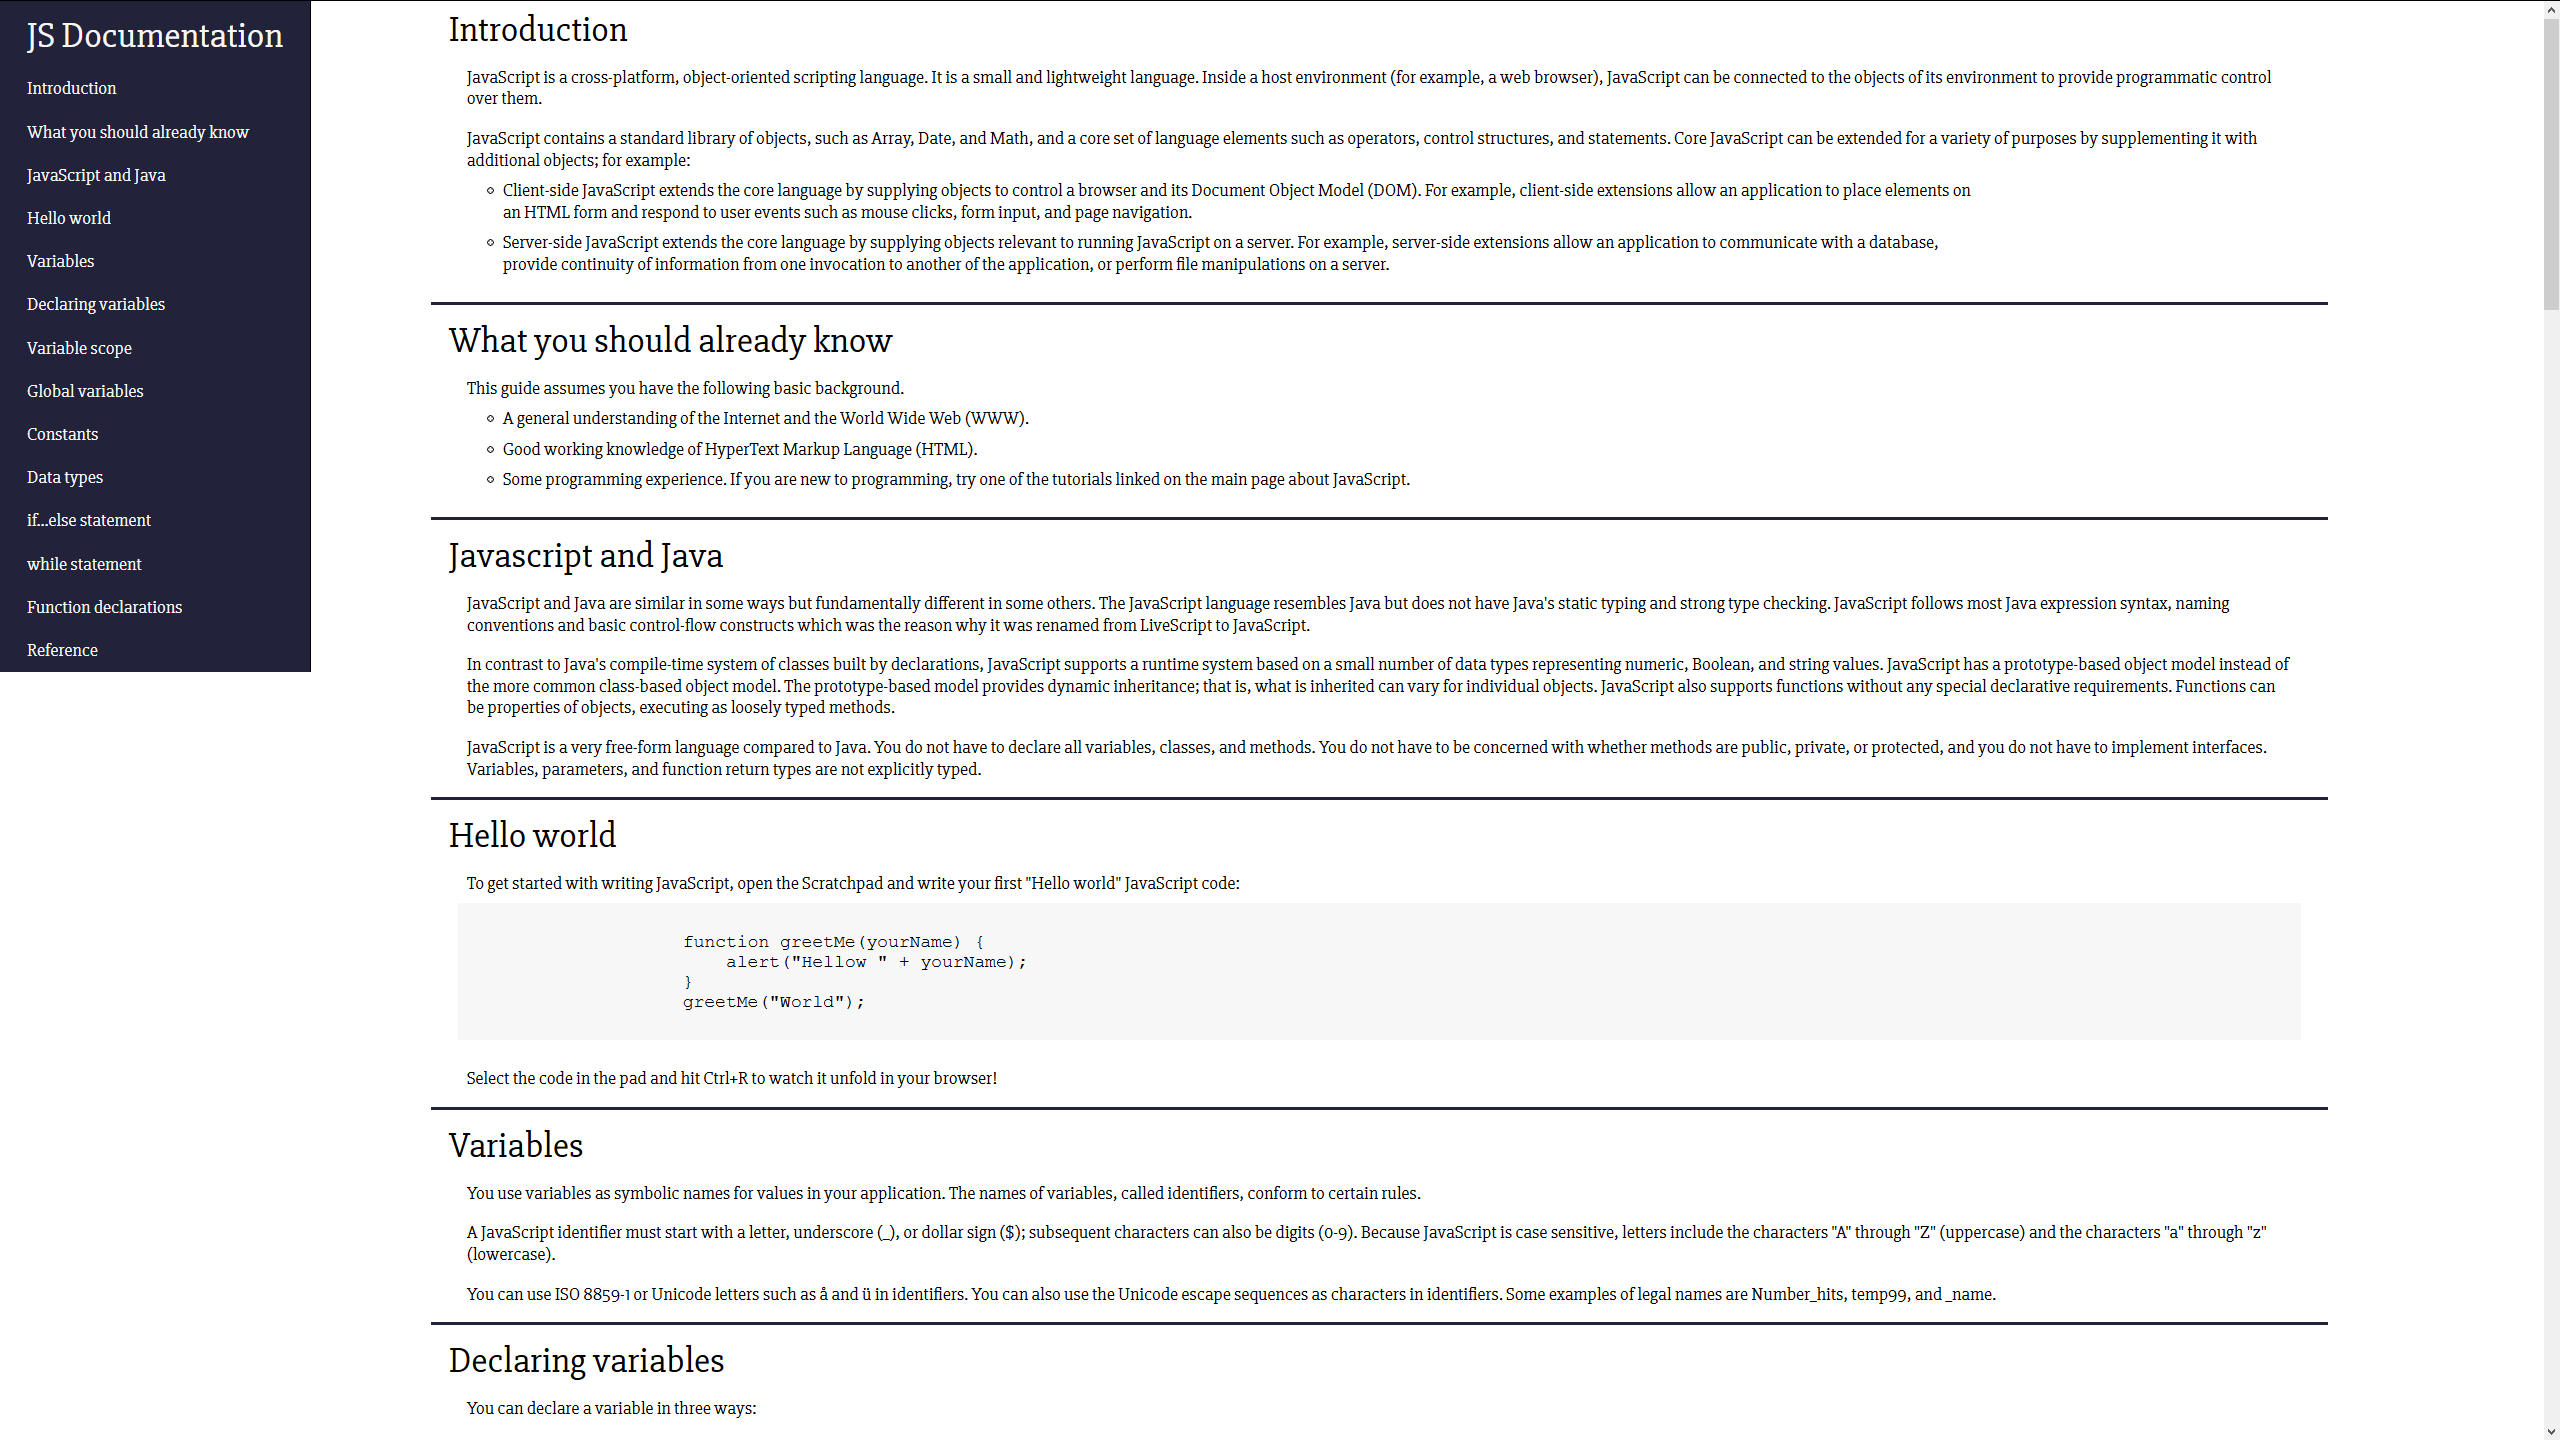 JS Documentation
Introduction
What you should already know
JavaScript and Java
Hello world
Variables
Declaring variables
Variable scope
Global variables
Constants
Data types
if...else statement
while statement
Function declarations
Reference
Introduction
JavaScript is a cross-platform, object-oriented scripting language. It is a small and lightweight language. Inside a host environment (for example, a web browser), JavaScript can be connected to the objects of its environment to provide programmatic control
over them.
JavaScript contains a standard library of objects, such as Array, Date, and Math, and a core set of language elements such as operators, control structures, and statements. Core JavaScript can be extended for a variety of purposes by supplementing it with
additional objects; for example:
Client-side JavaScript extends the core language by supplying objects to control a browser and its Document Object Model (DOM). For example, client-side extensions allow an application to place elements on
an HTML form and respond to user events such as mouse clicks, form input, and page navigation.
Server-side JavaScript extends the core language by supplying objects relevant to running JavaScript on a server. For example, server-side extensions allow an application to communicate with a database,
provide continuity of information from one invocation to another of the application, or perform file manipulations on a server.
What you should already know
This guide assumes you have the following basic background.
A general understanding of the Internet and the World Wide Web (WWW).
Good working knowledge of HyperText Markup Language (HTML).
Some programming experience. If you are new to programming, try one of the tutorials linked on the main page about JavaScript.
Javascript and Java
JavaScript and Java are similar in some ways but fundamentally different in some others. The JavaScript language resembles Java but does not have Java's static typing and strong type checking. JavaScript follows most Java expression syntax, naming
conventions and basic control-flow constructs which was the reason why it was renamed from LiveScript to JavaScript.
In contrast to Java's compile-time system of classes built by declarations, JavaScript supports a runtime system based on a small number of data types representing numeric, Boolean, and string values. JavaScript has a prototype-based object model instead of
the more common class-based object model. The prototype-based model provides dynamic inheritance; that is, what is inherited can vary for individual objects. JavaScript also supports functions without any special declarative requirements. Functions can
be properties of objects, executing as loosely typed methods.
JavaScript is a very free-form language compared to Java. You do not have to declare all variables, classes, and methods. You do not have to be concerned with whether methods are public, private, or protected, and you do not have to implement interfaces.
Variables, parameters, and function return types are not explicitly typed.
Hello world
To get started with writing JavaScript, open the Scratchpad and write your first "Hello world" JavaScript code:
function greetMe(yourName) {
    alert("Hellow " + yourName);
}
greetMe("World");
Select the code in the pad and hit Ctrl+R to watch it unfold in your browser!
Variables
You use variables as symbolic names for values in your application. The names of variables, called identifiers, conform to certain rules.
A JavaScript identifier must start with a letter, underscore (_), or dollar sign ($); subsequent characters can also be digits (0-9). Because JavaScript is case sensitive, letters include the characters "A" through "Z" (uppercase) and the characters "a" through "z"
(lowercase).
You can use ISO 8859-1 or Unicode letters such as å and ü in identifiers. You can also use the Unicode escape sequences as characters in identifiers. Some examples of legal names are Number_hits, temp99, and _name.
Declaring variables
You can declare a variable in three ways: